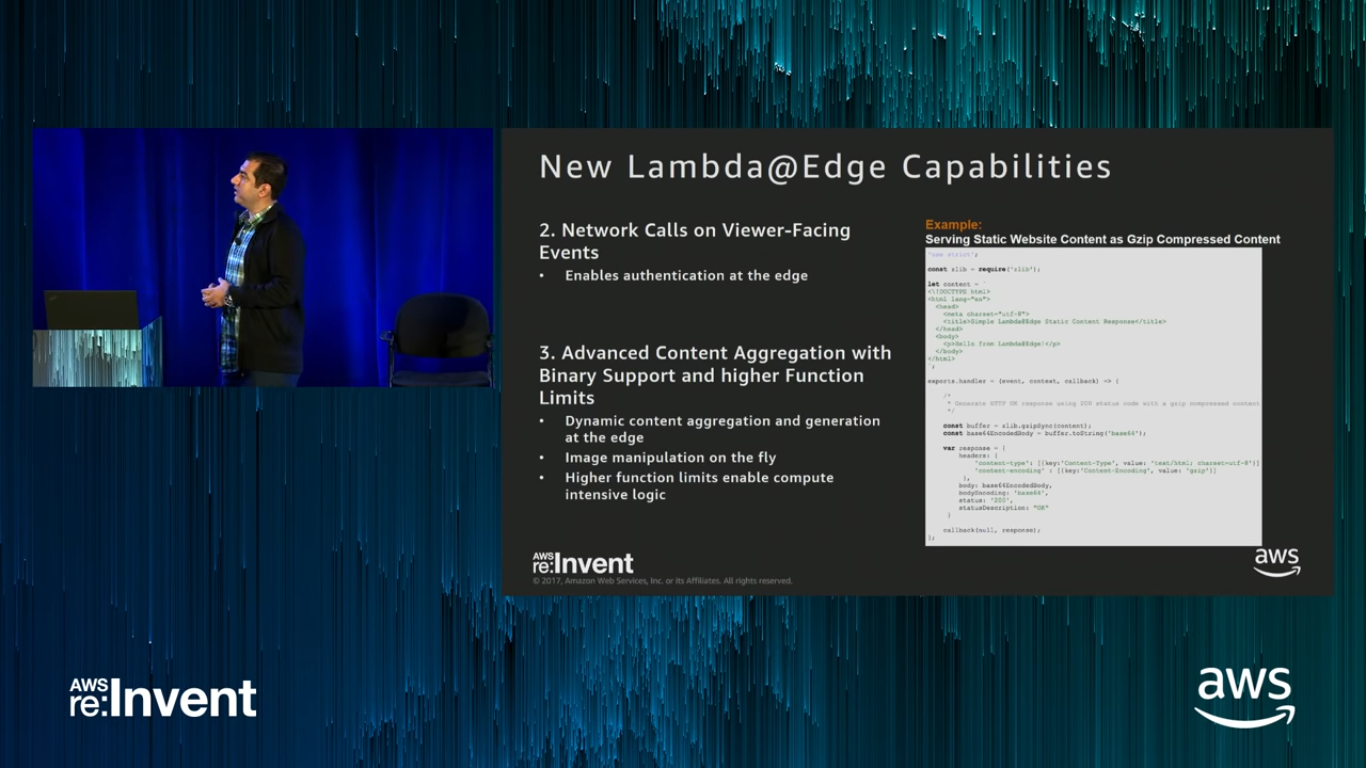 New Lambda@Edge Capabilities
2. Network Calls on Viewer-Facing
Events
• Enables authentication at the edge
3. Advanced Content Aggregation with
Binary Support and higher Function
Limits
• Dynamic content aggregation and generation
at the edge
• Image manipulation on the fly
• Higher function limits enable compute
intensive logic
Example:
Serving Static Website Content as Gzip Compressed Content
'use strict';
const zlib = require('zlib');
let content = `
<\!DOCTYPE html>
<html lang="en">
<head>
<meta charset="utf-8">
<title>Simple Lambda@Edge Static Content Response</title>
</head>
<body>
<p>Hello from Lambda@Edge!</p>
</body>
</html>
`;
exports.handler = (event, context, callback) => {
/*
* Generate HTTP OK response using 200 status code with a gzip compressed content
*/
const buffer = zlib.gzipSync(content);
const base64EncodedBody = buffer.toString('base64');
var response = {
headers: {
'content-type': [{key:'Content-Type', value: 'text/html; charset=utf-8'}]
'content-encoding' : [{key:'Content-Encoding', value: 'gzip'}]
},
body: base64EncodedBody,
bodyEncoding: 'base64',
status: '200',
statusDescription: "OK"
}
callback(null, response);
};
AWS
re:Invent
© 2017, Amazon Web Services, Inc. or its Affiliates. All rights reserved.
aws
AWS
re:Invent
aws